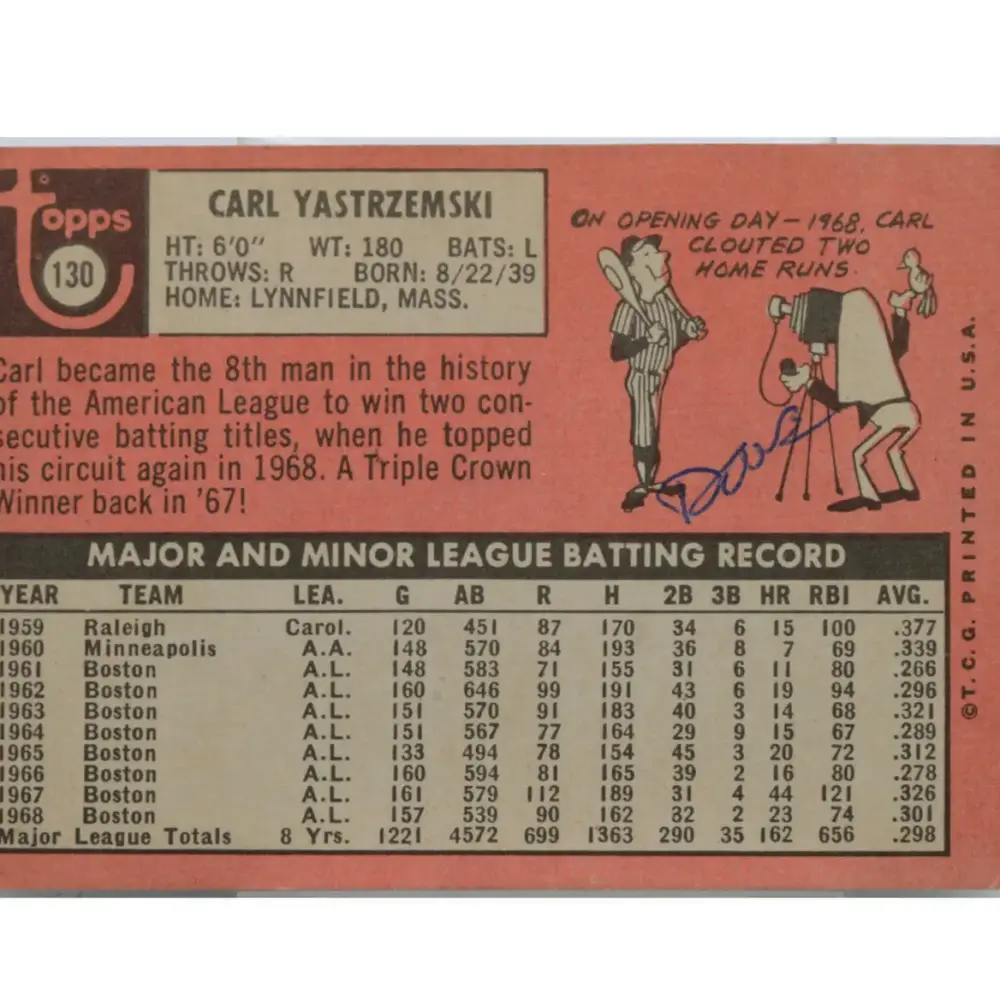 topps
130
CARL YASTRZEMSKI
HT: 6'0" WT: 180 BATS: L
THROWS: R BORN: 8/22/39
HOME: LYNNFIELD, MASS.
ON OPENING DAY — 1968, CARL
CLOUTED TWO
HOME RUNS.
Carl became the 8th man in the history
of the American League to win two con-
secutive batting titles, when he topped
his circuit again in 1968. A Triple Crown
Winner back in '67!
Dave
MAJOR AND MINOR LEAGUE BATTING RECORD
YEAR TEAM LEA. G AB R H 2B 3B HR RBI AVG.
1959 Raleigh Carol. 120 451 87 170 34 6 15 100 .377
1960 Minneapolis A.A. 148 570 84 193 36 8 7 69 .339
1961 Boston A.L. 148 583 71 155 31 6 11 80 .266
1962 Boston A.L. 160 646 99 191 43 6 19 94 .296
1963 Boston A.L. 151 570 91 183 40 3 14 68 .321
1964 Boston A.L. 151 567 77 164 29 9 15 67 .289
1965 Boston A.L. 133 494 78 154 45 3 20 72 .312
1966 Boston A.L. 160 594 81 165 39 2 16 80 .278
1967 Boston A.L. 161 579 112 189 31 4 44 121 .326
1968 Boston A.L. 157 539 90 162 32 2 23 74 .301
Major League Totals 8 Yrs. 1221 4572 699 1363 290 35 162 656 .298
©T. C. G. PRINTED IN U.S.A.